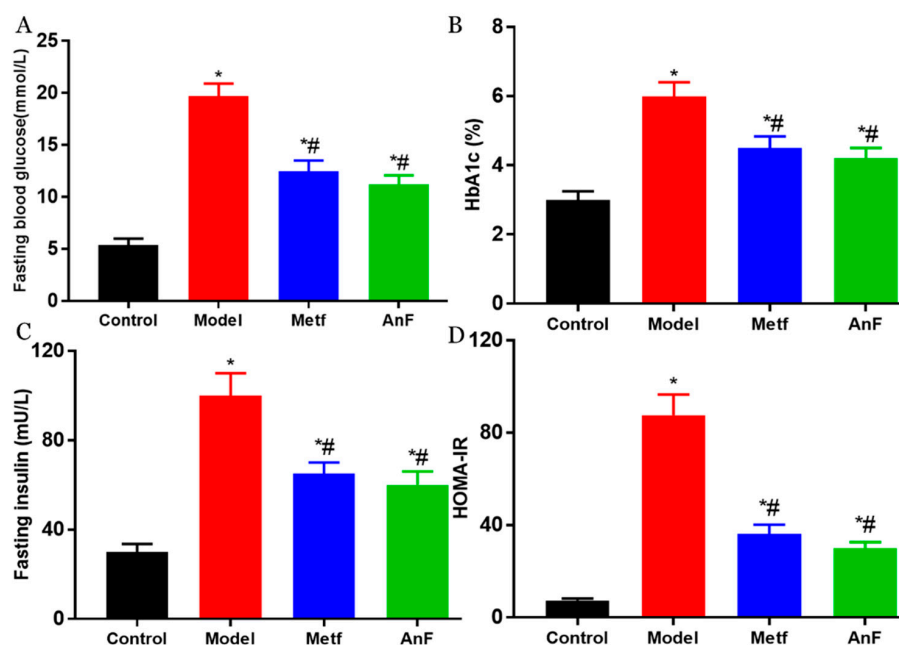 A
Fasting blood glucose(mmol/L)
25
20
15
10
5
0
*
*#
*#
Control Model Metf AnF
B
HbA1c (%)
8
6
4
2
0
*
*#
*#
Control Model Metf AnF
C
Fasting insulin (mU/L)
120
80
40
0
*
*#
*#
Control Model Metf AnF
D
HOMA-IR
120
80
40
0
*
*#
*#
Control Model Metf AnF